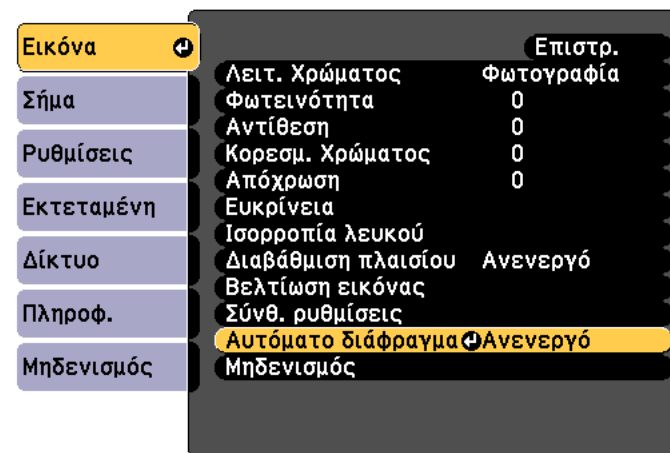 Εικόνα
Σήμα
Ρυθμίσεις
Εκτεταμένη
Δίκτυο
Πληροφ.
Μηδενισμός
Επιστρ.
Λειτ. Χρώματος Φωτογραφία
Φωτεινότητα 0
Αντίθεση 0
Κορεσμ. Χρώματος 0
Απόχρωση 0
Ευκρίνεια
Ισορροπία λευκού
Διαβάθμιση πλαισίου Ανενεργό
Βελτίωση εικόνας
Σύνθ. ρυθμίσεις
Αυτόματο διάφραγμα Ανενεργό
Μηδενισμός